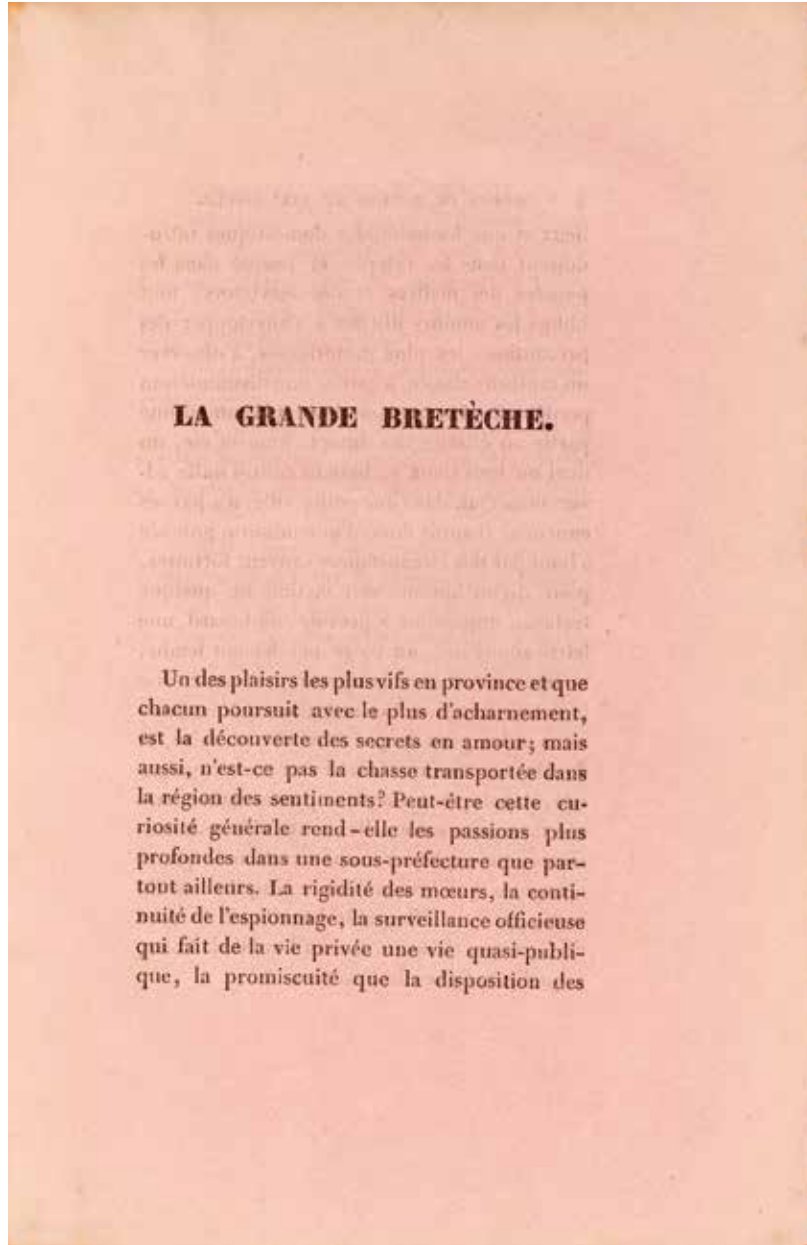 LA GRANDE BRETÈCHE.
Un des plaisirs les plus vifs en province et que
chacun poursuit avec le plus d'acharnement,
est la découverte des secrets en amour; mais
aussi, n'est-ce pas la chasse transportée dans
la région des sentiments? Peut-être cette cu-
riosité générale rend-elle les passions plus
profondes dans une sous-préfecture que par-
tout ailleurs. La rigidité des mœurs, la conti-
nuité de l'espionnage, la surveillance officieuse
qui fait de la vie privée une vie quasi-publi-
que, la promiscuité que la disposition des